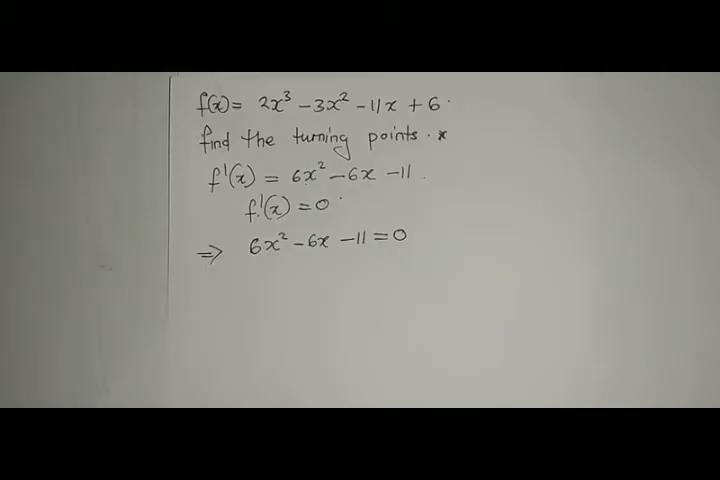 f(x) = 2x³ - 3x² - 11x + 6.
find the turning points.
f'(x) = 6x² - 6x - 11.
f'(x) = 0.
⇒ 6x² - 6x - 11 = 0